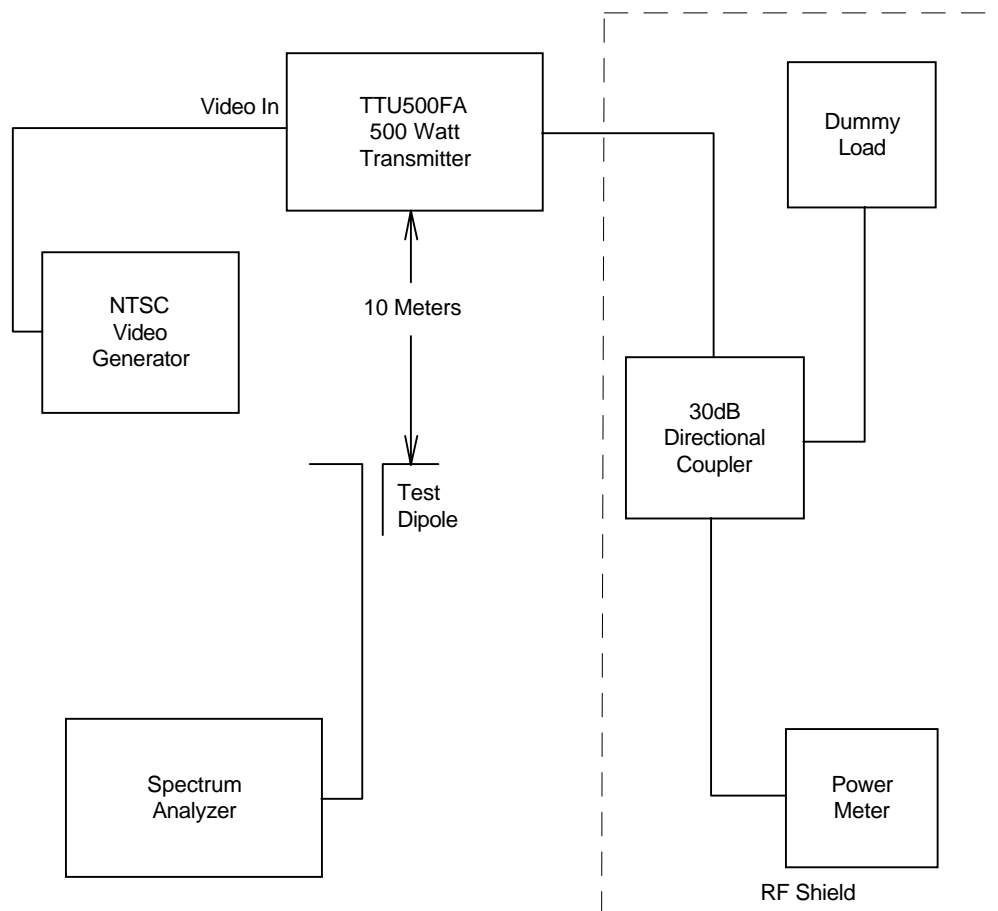 Video In
TTU500FA
500 Watt
Transmitter
Dummy
Load
NTSC
Video
Generator
10 Meters
30dB
Directional
Coupler
Test
Dipole
Spectrum
Analyzer
Power
Meter
RF Shield